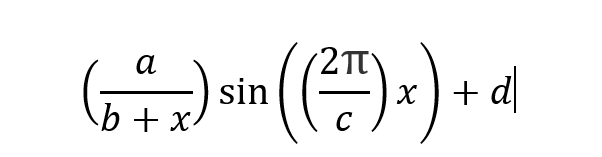 (a/(b + x)) sin((2π/c) x) + d